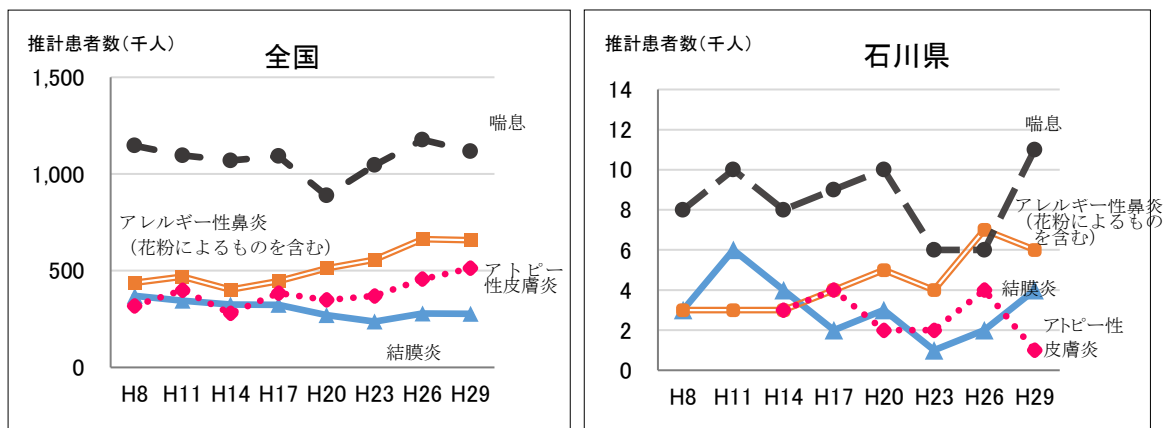 推計患者数(千人)
全国
1,500
1,000
500
0
喘息
アレルギー性鼻炎
(花粉によるものを含む)
アトピー
性皮膚炎
結膜炎
H8 H11 H14 H17 H20 H23 H26 H29
推計患者数(千人)
石川県
14
12
10
8
6
4
2
0
喘息
アレルギー性鼻炎
(花粉によるもの
を含む)
結膜炎
アトピー性
皮膚炎
H8 H11 H14 H17 H20 H23 H26 H29